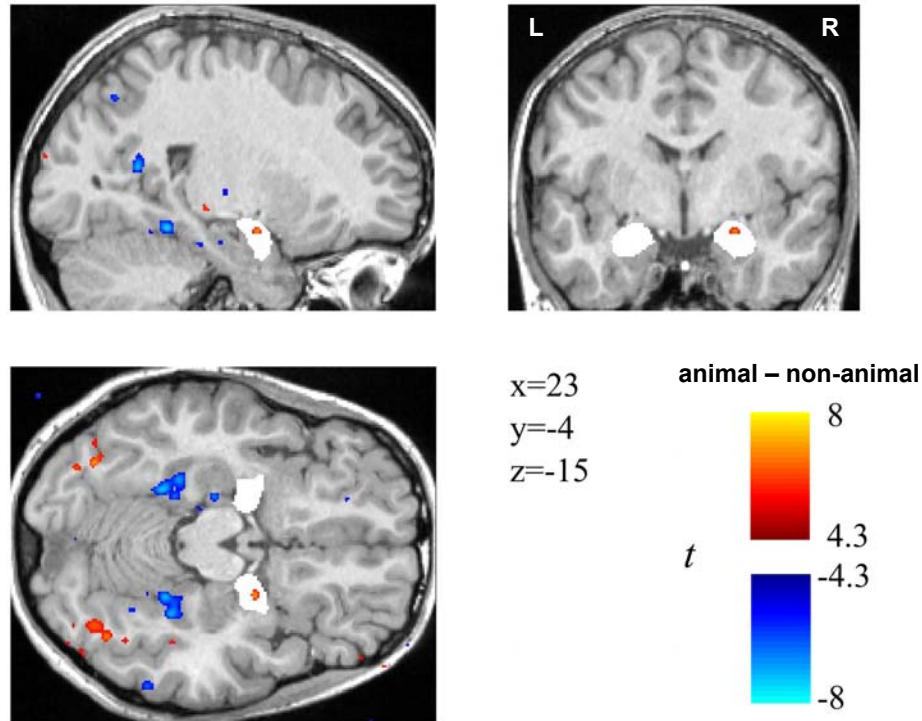 L R
x=23
y=-4
z=-15
animal – non-animal
8
4.3
t
-4.3
-8